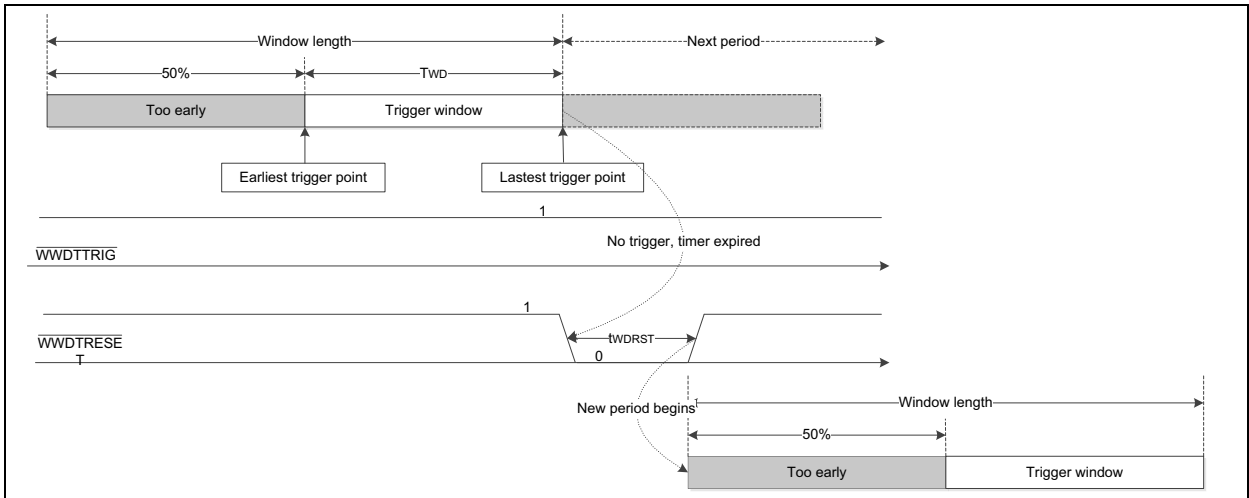 Window length
Next period
50%
TWD
Too early
Trigger window
Earliest trigger point
Lastest trigger point
1
No trigger, timer expired
WWDTTRIG
1
WWDTRESE
T
tWDRST
0
New period begins
Window length
50%
Too early
Trigger window